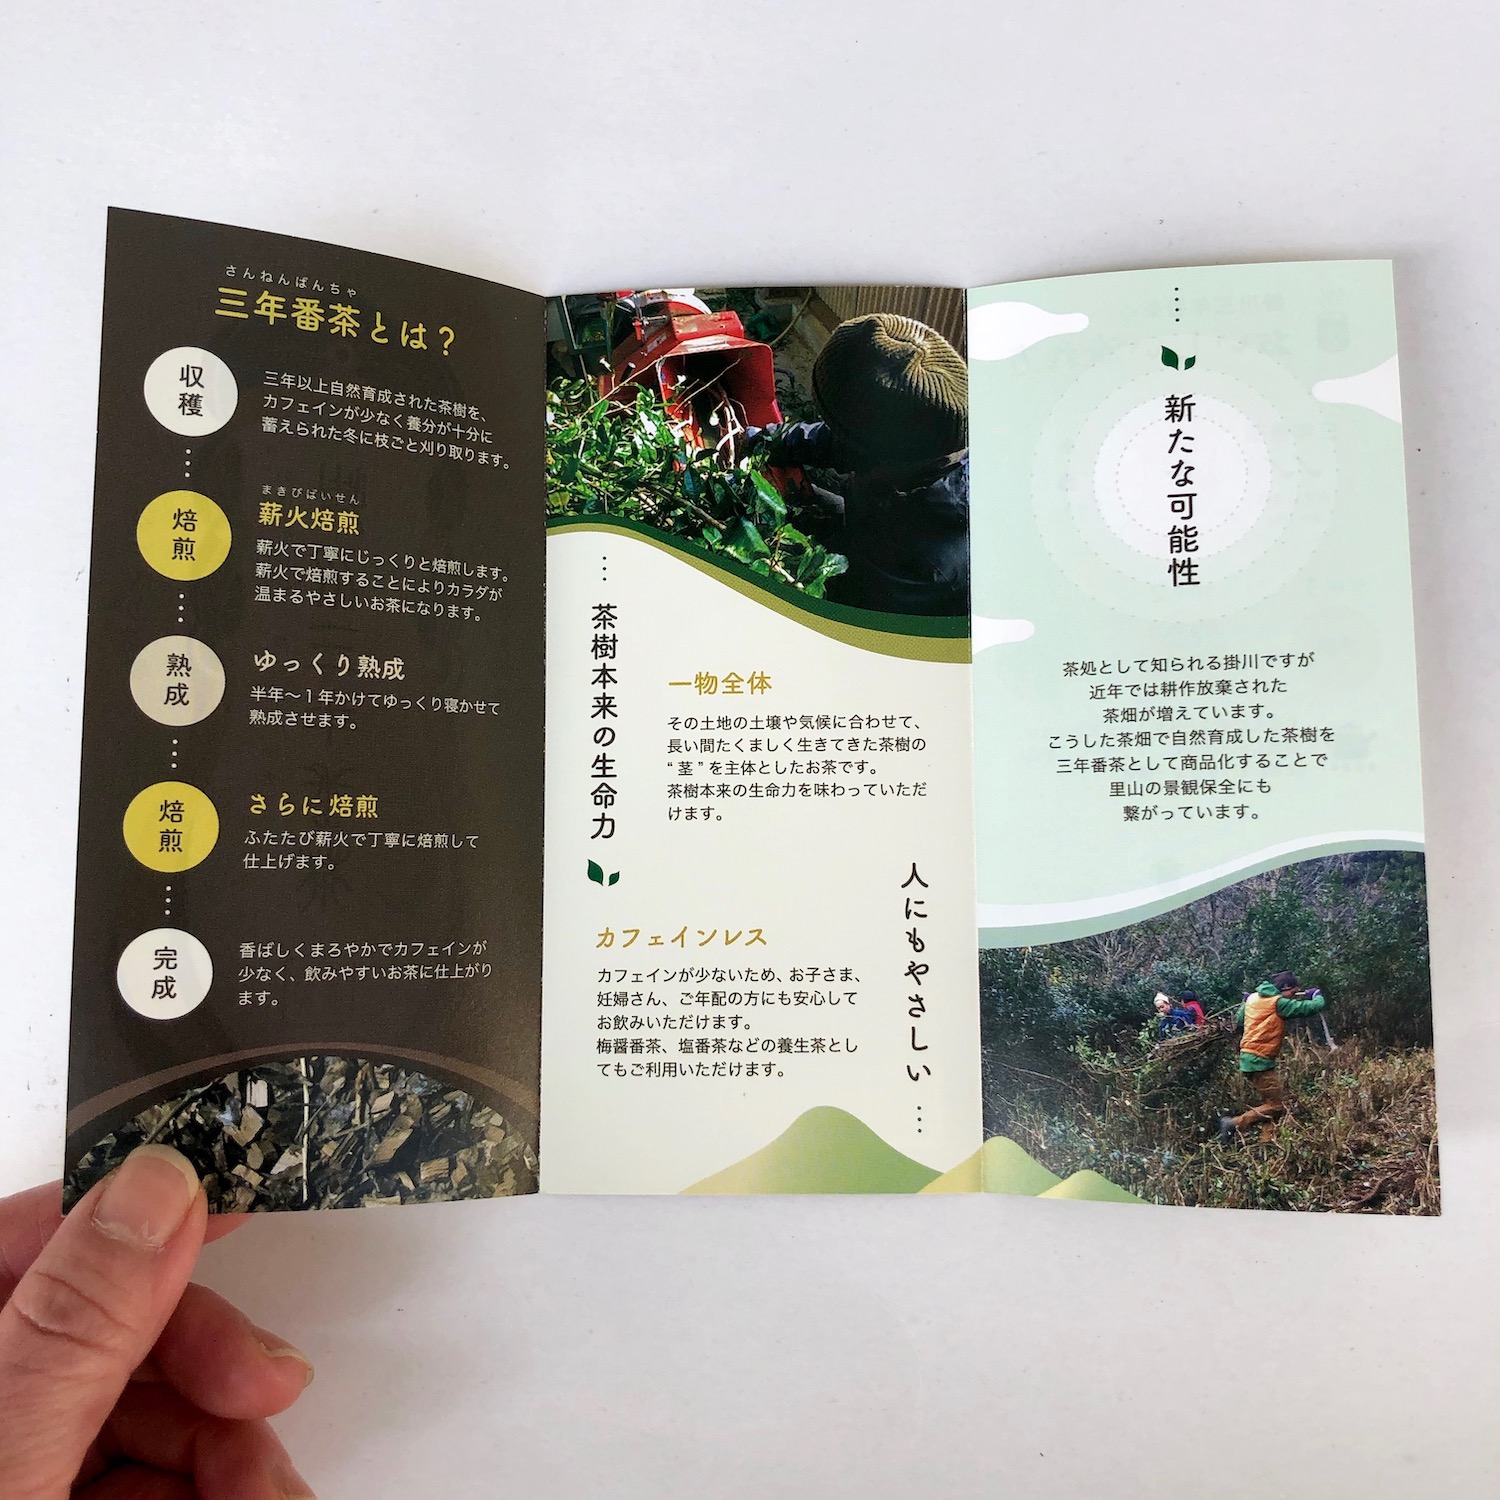 さんねんばんちゃ
三年番茶とは？
収穫
三年以上自然育成された茶樹を、
カフェインが少なく養分が十分に
蓄えられた冬に枝ごと刈り取ります。
焙煎
まきびばいせん
薪火焙煎
薪火で丁寧にじっくりと焙煎します。
薪火で焙煎することによりカラダが
温まるやさしいお茶になります。
熟成
ゆっくり熟成
半年〜１年かけてゆっくり寝かせて
熟成させます。
焙煎
さらに焙煎
ふたたび薪火で丁寧に焙煎して
仕上げます。
完成
香ばしくまろやかでカフェインが
少なく、飲みやすいお茶に仕上がり
ます。
茶樹本来の生命力
一物全体
その土地の土壌や気候に合わせて、
長い間たくましく生きてきた茶樹の
“茎”を主体としたお茶です。
茶樹本来の生命力を味わっていただ
けます。
人にもやさしい
カフェインレス
カフェインが少ないため、お子さま、
妊婦さん、ご年配の方にも安心して
お飲みいただけます。
梅醤番茶、塩番茶などの養生茶とし
てもご利用いただけます。
新たな可能性
茶処として知られる掛川ですが
近年では耕作放棄された
茶畑が増えています。
こうした茶畑で自然育成した茶樹を
三年番茶として商品化することで
里山の景観保全にも
繋がっています。